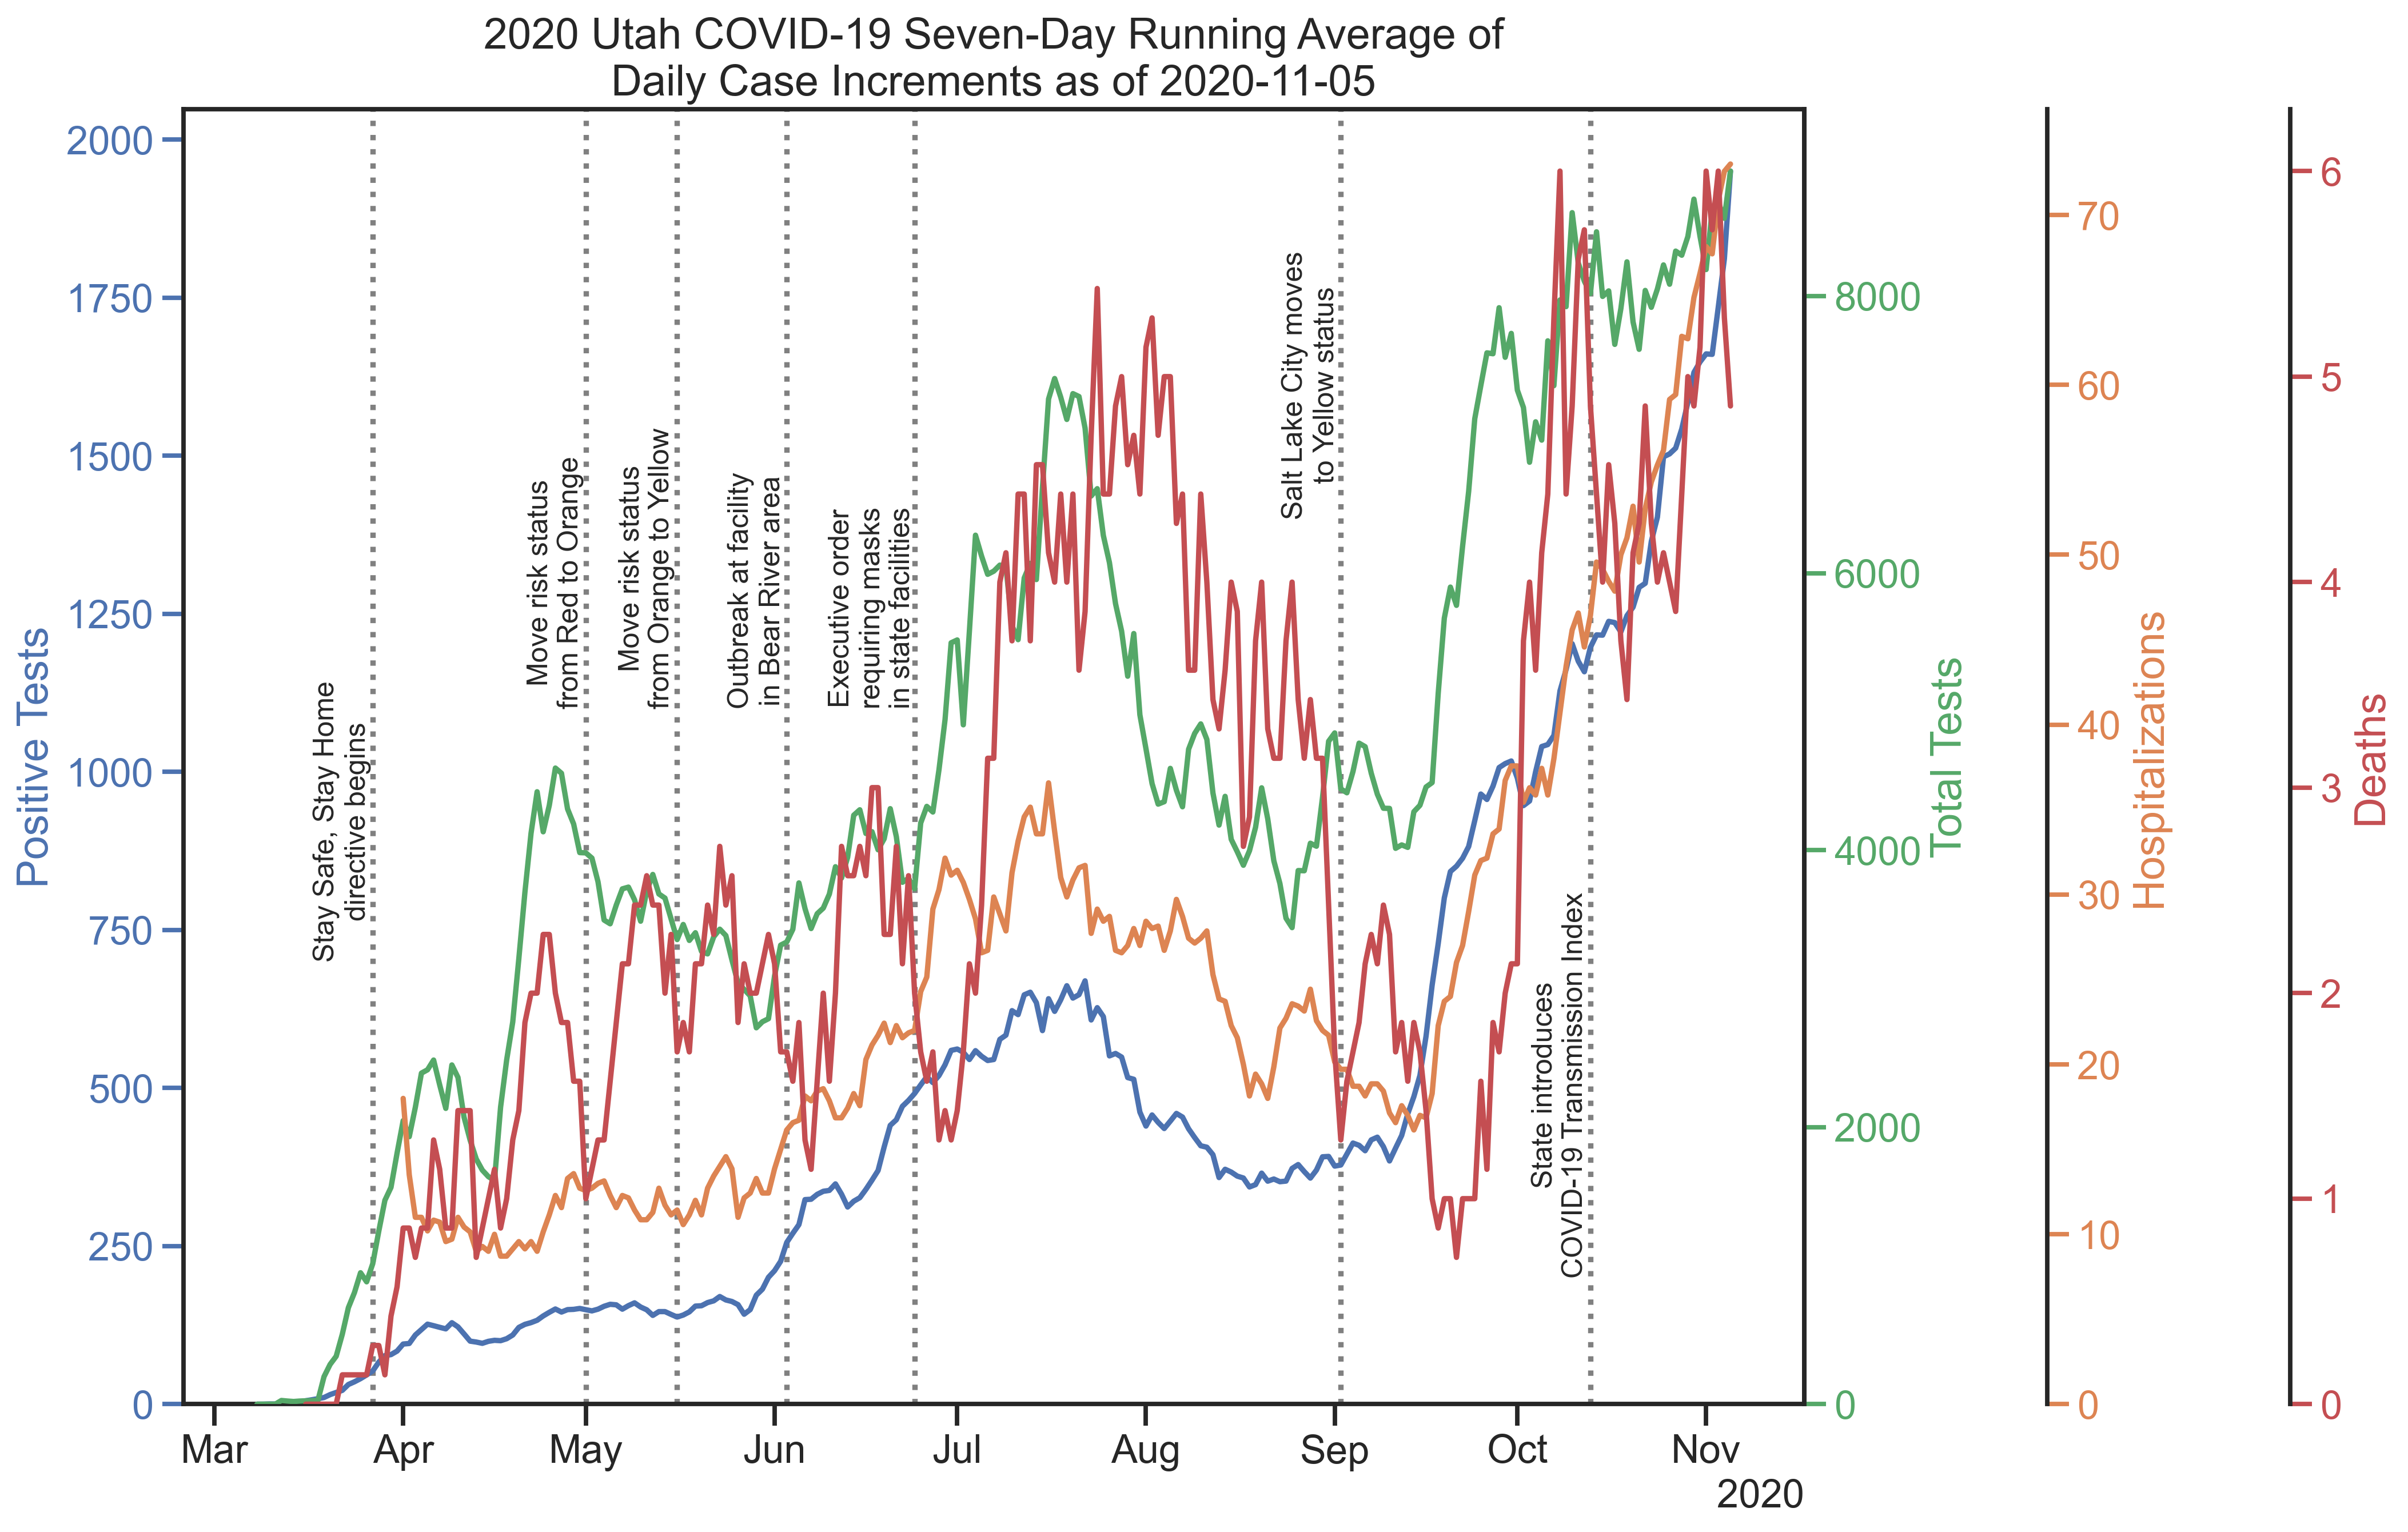 2020 Utah COVID-19 Seven-Day Running Average of
Daily Case Increments as of 2020-11-05
Positive Tests
2000
1750
1500
1250
1000
750
500
250
0
Stay Safe, Stay Home
directive begins
Move risk status
from Red to Orange
Move risk status
from Orange to Yellow
Outbreak at facility
in Bear River area
Executive order
requiring masks
in state facilities
Salt Lake City moves
to Yellow status
State introduces
COVID-19 Transmission Index
8000
6000
4000
2000
0
Total Tests
70
60
50
40
30
20
10
0
Hospitalizations
6
5
4
3
2
1
0
Deaths
Mar
Apr
May
Jun
Jul
Aug
Sep
Oct
Nov
2020